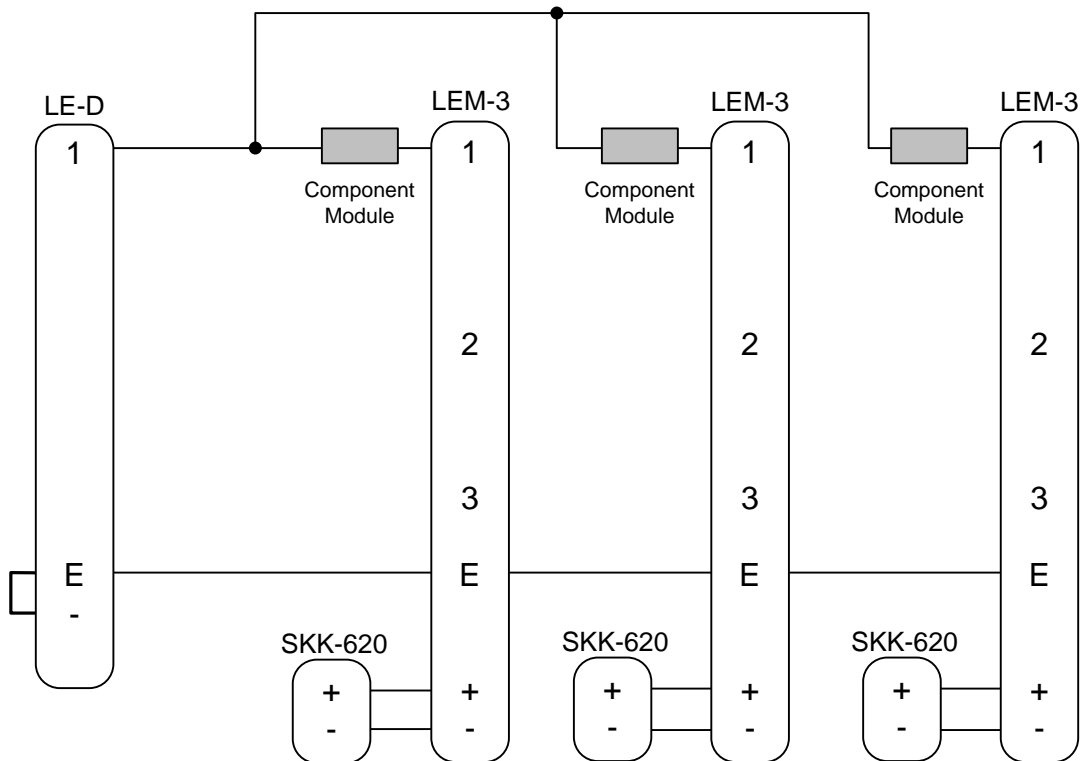 LE-D
LEM-3
LEM-3
LEM-3
1
1
1
1
Component
Module
Component
Module
Component
Module
2
2
2
3
3
3
E
E
E
E
-
SKK-620
SKK-620
SKK-620
+
+
+
+
+
+
-
-
-
-
-
-